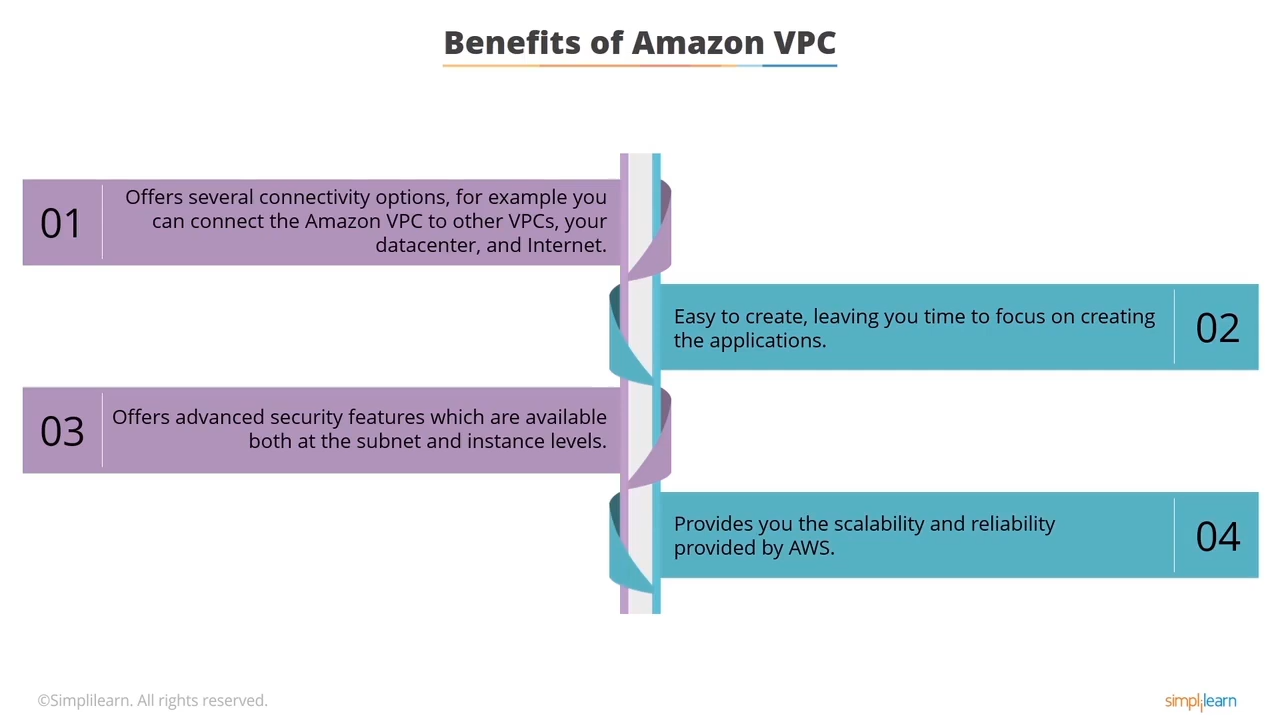 Benefits of Amazon VPC
01
Offers several connectivity options, for example you
can connect the Amazon VPC to other VPCs, your
datacenter, and Internet.
Easy to create, leaving you time to focus on creating
the applications.
02
03
Offers advanced security features which are available
both at the subnet and instance levels.
Provides you the scalability and reliability
provided by AWS.
04
©Simplilearn. All rights reserved.
simplilearn